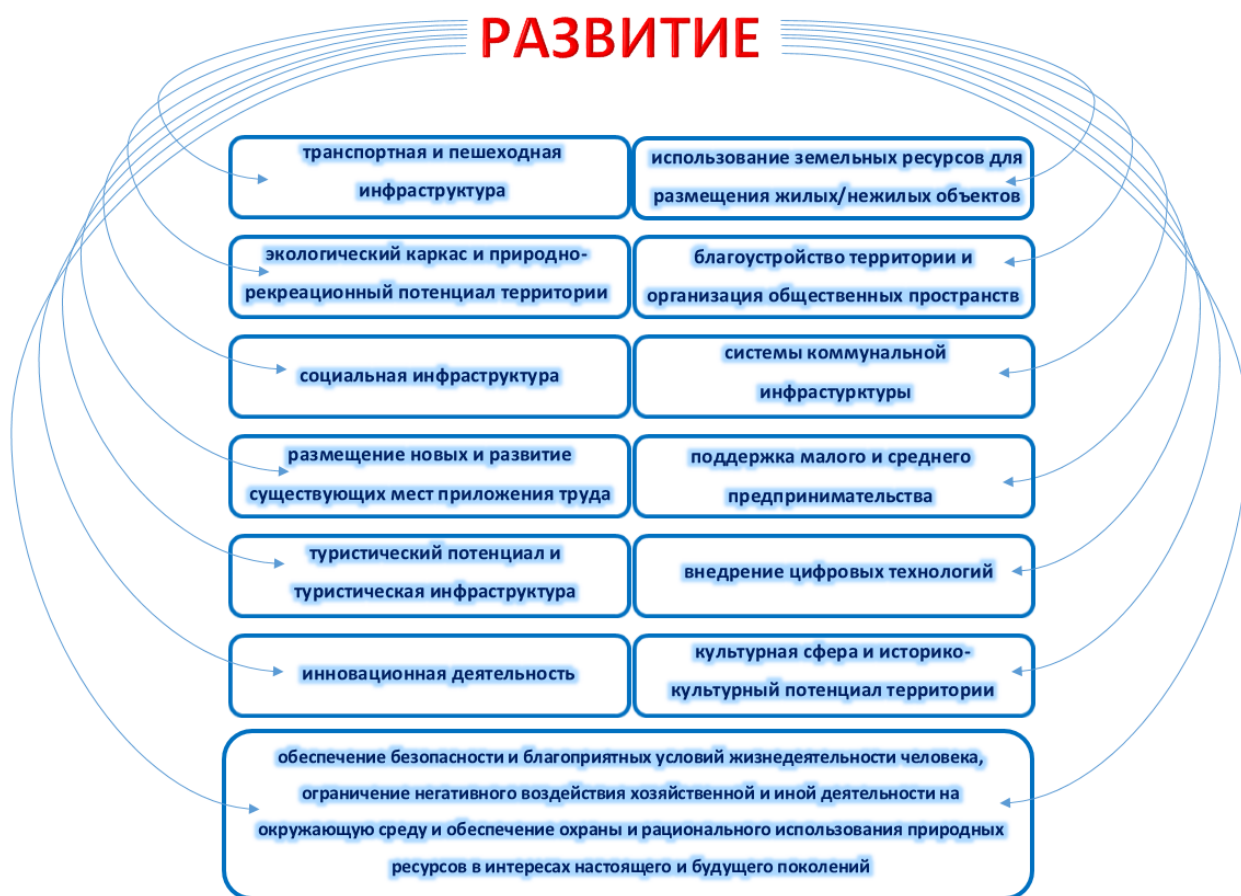 РАЗВИТИЕ
транспортная и пешеходная
инфраструктура
использование земельных ресурсов для
размещения жилых/нежилых объектов
экологический каркас и природно-
рекреационный потенциал территории
благоустройство территории и
организация общественных пространств
социальная инфраструктура
системы коммунальной
инфрастурктуры
размещение новых и развитие
существующих мест приложения труда
поддержка малого и среднего
предпринимательства
туристический потенциал и
туристическая инфраструктура
внедрение цифровых технологий
инновационная деятельность
культурная сфера и историко-
культурный потенциал территории
обеспечение безопасности и благоприятных условий жизнедеятельности человека,
ограничение негативного воздействия хозяйственной и иной деятельности на
окружающую среду и обеспечение охраны и рационального использования природных
ресурсов в интересах настоящего и будущего поколений